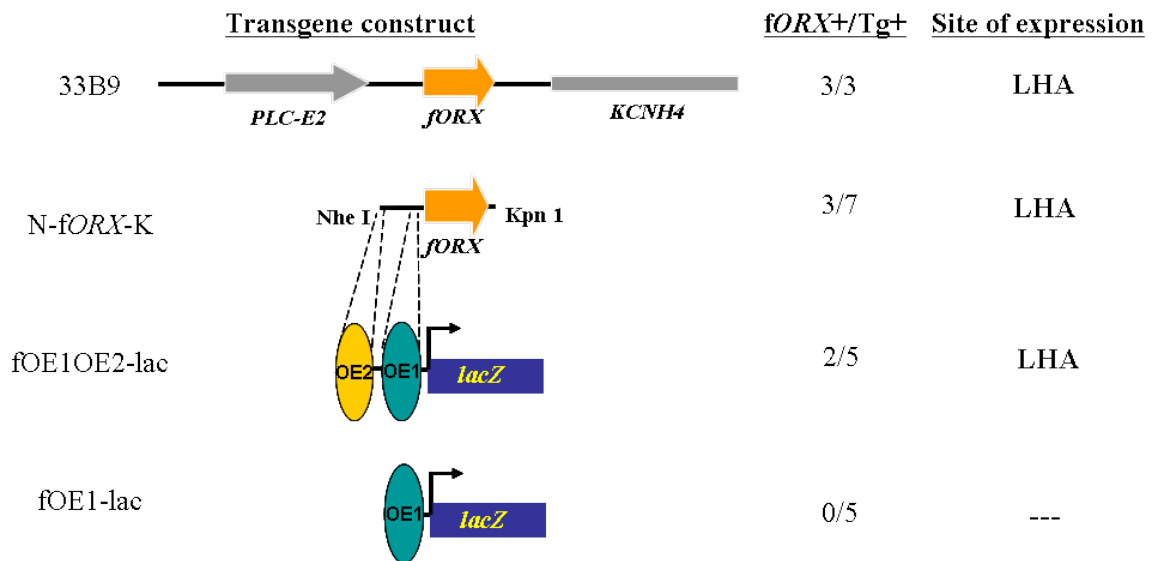 Transgene construct fORX+/Tg+ Site of expression
33B9 3/3 LHA
PLC-E2 fORX KCNH4
N-fORX-K Nhe I Kpn 1 3/7 LHA
fORX
fOE1OE2-lac OE2 OE1 lacZ 2/5 LHA
fOE1-lac OE1 lacZ 0/5 ---